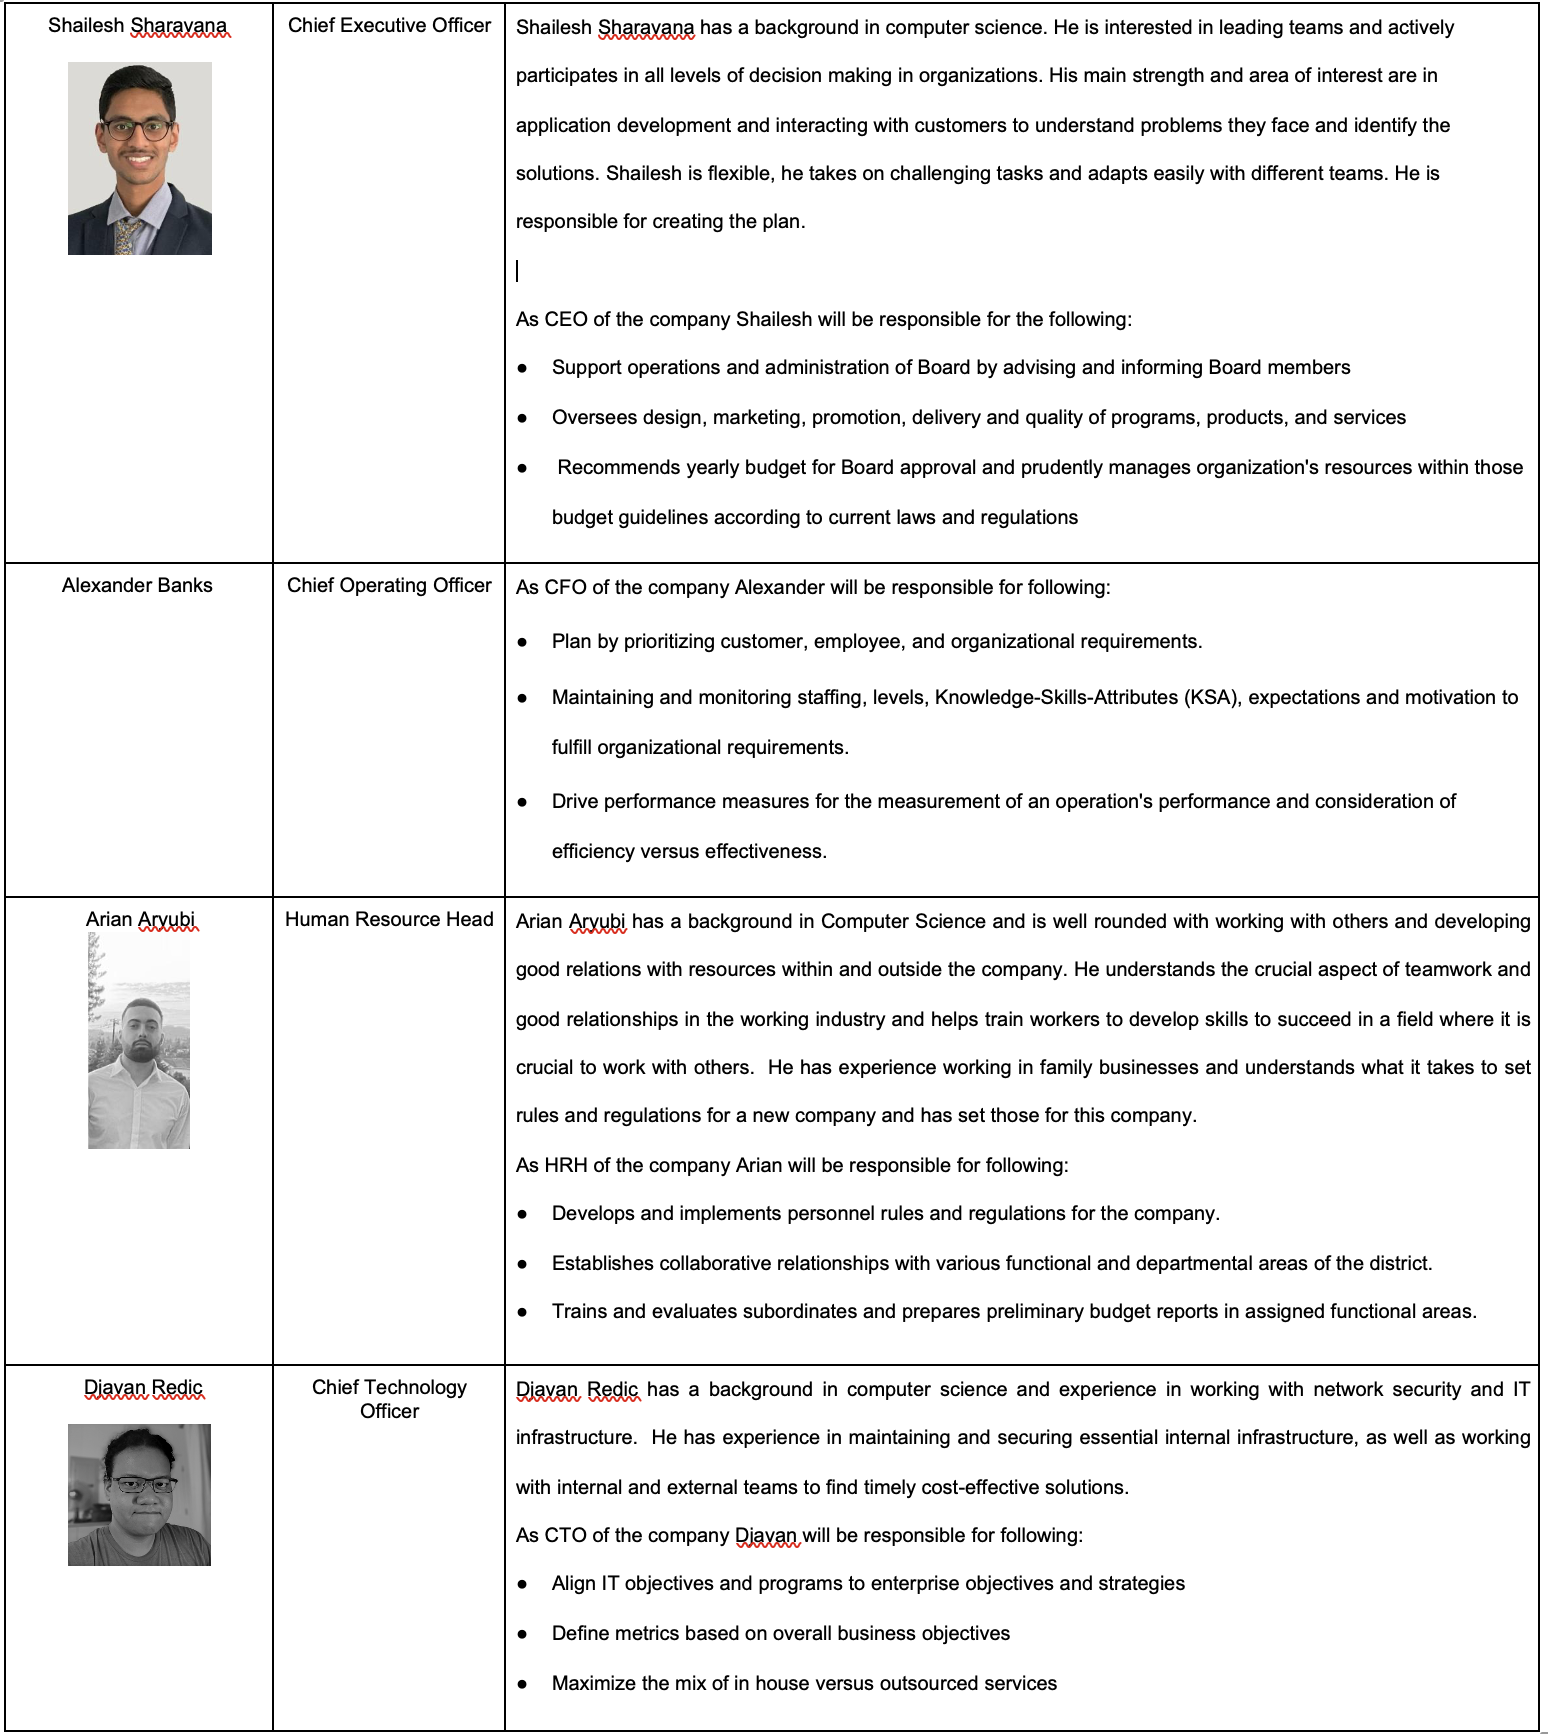 Shailesh Sharavana
Chief Executive Officer
Shailesh Sharavana has a background in computer science. He is interested in leading teams and actively
participates in all levels of decision making in organizations. His main strength and area of interest are in
application development and interacting with customers to understand problems they face and identify the
solutions. Shailesh is flexible, he takes on challenging tasks and adapts easily with different teams. He is
responsible for creating the plan.
As CEO of the company Shailesh will be responsible for the following:
● Support operations and administration of Board by advising and informing Board members
● Oversees design, marketing, promotion, delivery and quality of programs, products, and services
● Recommends yearly budget for Board approval and prudently manages organization's resources within those
budget guidelines according to current laws and regulations
Alexander Banks
Chief Operating Officer
As CFO of the company Alexander will be responsible for following:
● Plan by prioritizing customer, employee, and organizational requirements.
● Maintaining and monitoring staffing, levels, Knowledge-Skills-Attributes (KSA), expectations and motivation to
fulfill organizational requirements.
● Drive performance measures for the measurement of an operation's performance and consideration of
efficiency versus effectiveness.
Arian Aryubi
Human Resource Head
Arian Aryubi has a background in Computer Science and is well rounded with working with others and developing
good relations with resources within and outside the company. He understands the crucial aspect of teamwork and
good relationships in the working industry and helps train workers to develop skills to succeed in a field where it is
crucial to work with others.  He has experience working in family businesses and understands what it takes to set
rules and regulations for a new company and has set those for this company.
As HRH of the company Arian will be responsible for following:
● Develops and implements personnel rules and regulations for the company.
● Establishes collaborative relationships with various functional and departmental areas of the district.
● Trains and evaluates subordinates and prepares preliminary budget reports in assigned functional areas.
Djavan Redic
Chief Technology
Officer
Djavan Redic has a background in computer science and experience in working with network security and IT
infrastructure.  He has experience in maintaining and securing essential internal infrastructure, as well as working
with internal and external teams to find timely cost-effective solutions.
As CTO of the company Djavan will be responsible for following:
● Align IT objectives and programs to enterprise objectives and strategies
● Define metrics based on overall business objectives
● Maximize the mix of in house versus outsourced services